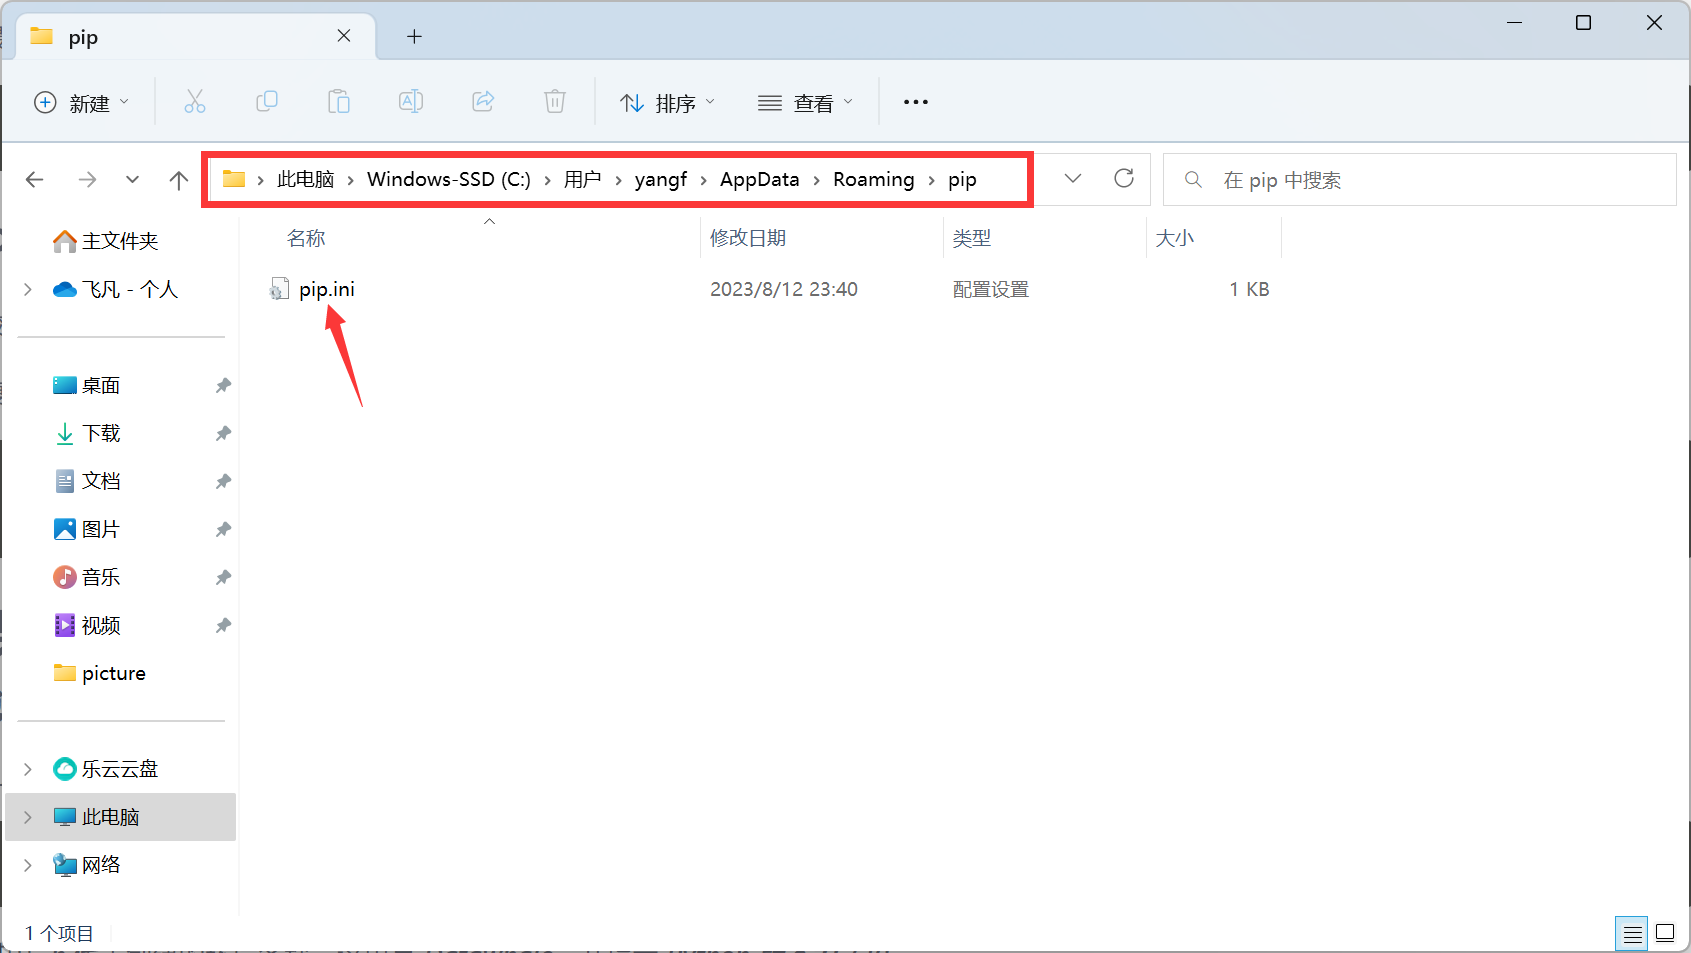 pip
新建
排序
查看
此电脑 › Windows-SSD (C:) › 用户 › yangf › AppData › Roaming › pip
在 pip 中搜索
名称 修改日期 类型 大小
pip.ini 2023/8/12 23:40 配置设置 1 KB
主文件夹
飞凡 - 个人
桌面
下载
文档
图片
音乐
视频
picture
乐云云盘
此电脑
网络
1 个项目